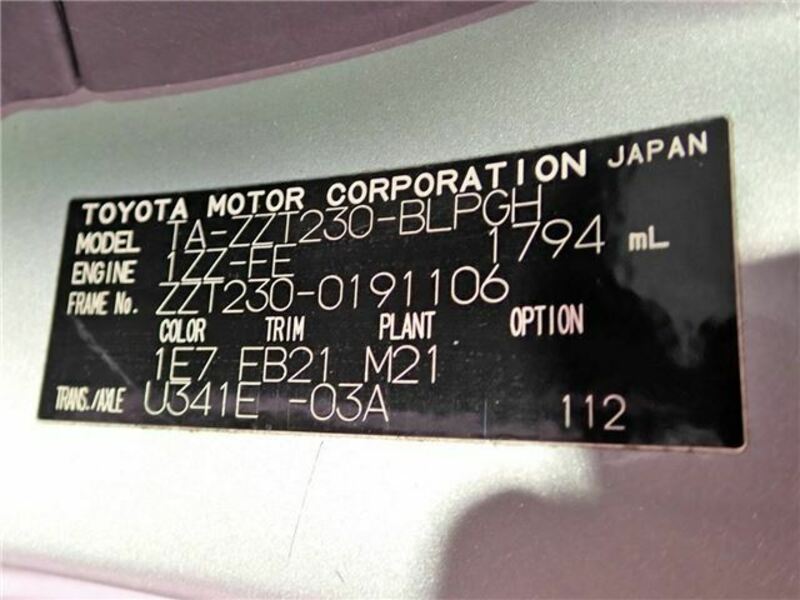 TOYOTA MOTOR CORPORATION JAPAN
MODEL TA-ZZT230-BLPGH
ENGINE 1ZZ-FE 1794 mL
FRAME No. ZZT230-0191106
COLOR TRIM PLANT OPTION
1E7 FB21 M21
TRANS./AXLE U341E -03A 112